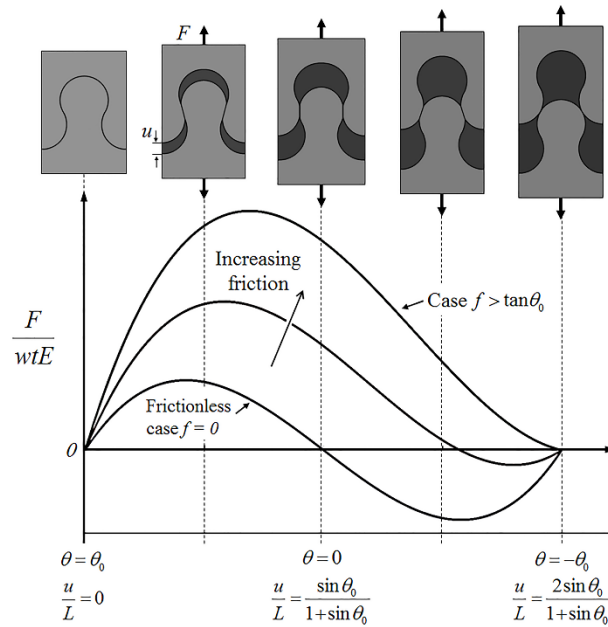 F
u
Increasing
friction
Case f > tanθ₀
F
wtE
Frictionless
case f = 0
0
θ = θ₀
θ = 0
θ = -θ₀
u/L = 0
u/L = sinθ₀/1+sinθ₀
u/L = 2sinθ₀/1+sinθ₀